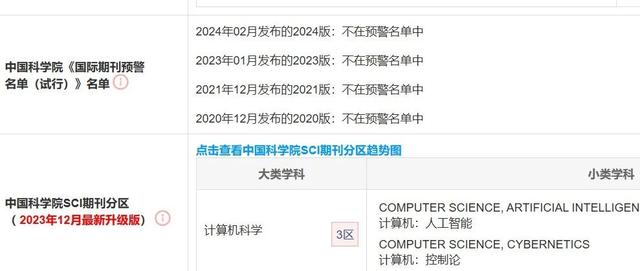 2024年02月发布的2024版：不在预警名单中
中国科学院《国际期刊预警
名单（试行）》名单
2023年01月发布的2023版：不在预警名单中
2021年12月发布的2021版：不在预警名单中
2020年12月发布的2020版：不在预警名单中
点击查看中国科学院SCI期刊分区趋势图
中国科学院SCI期刊分区
（ 2023年12月最新升级版）
大类学科
小类学科
计算机科学
3区
COMPUTER SCIENCE, ARTIFICIAL
计算机：人工智能
COMPUTER SCIENCE, CYBERNETICS
计算机：控制论